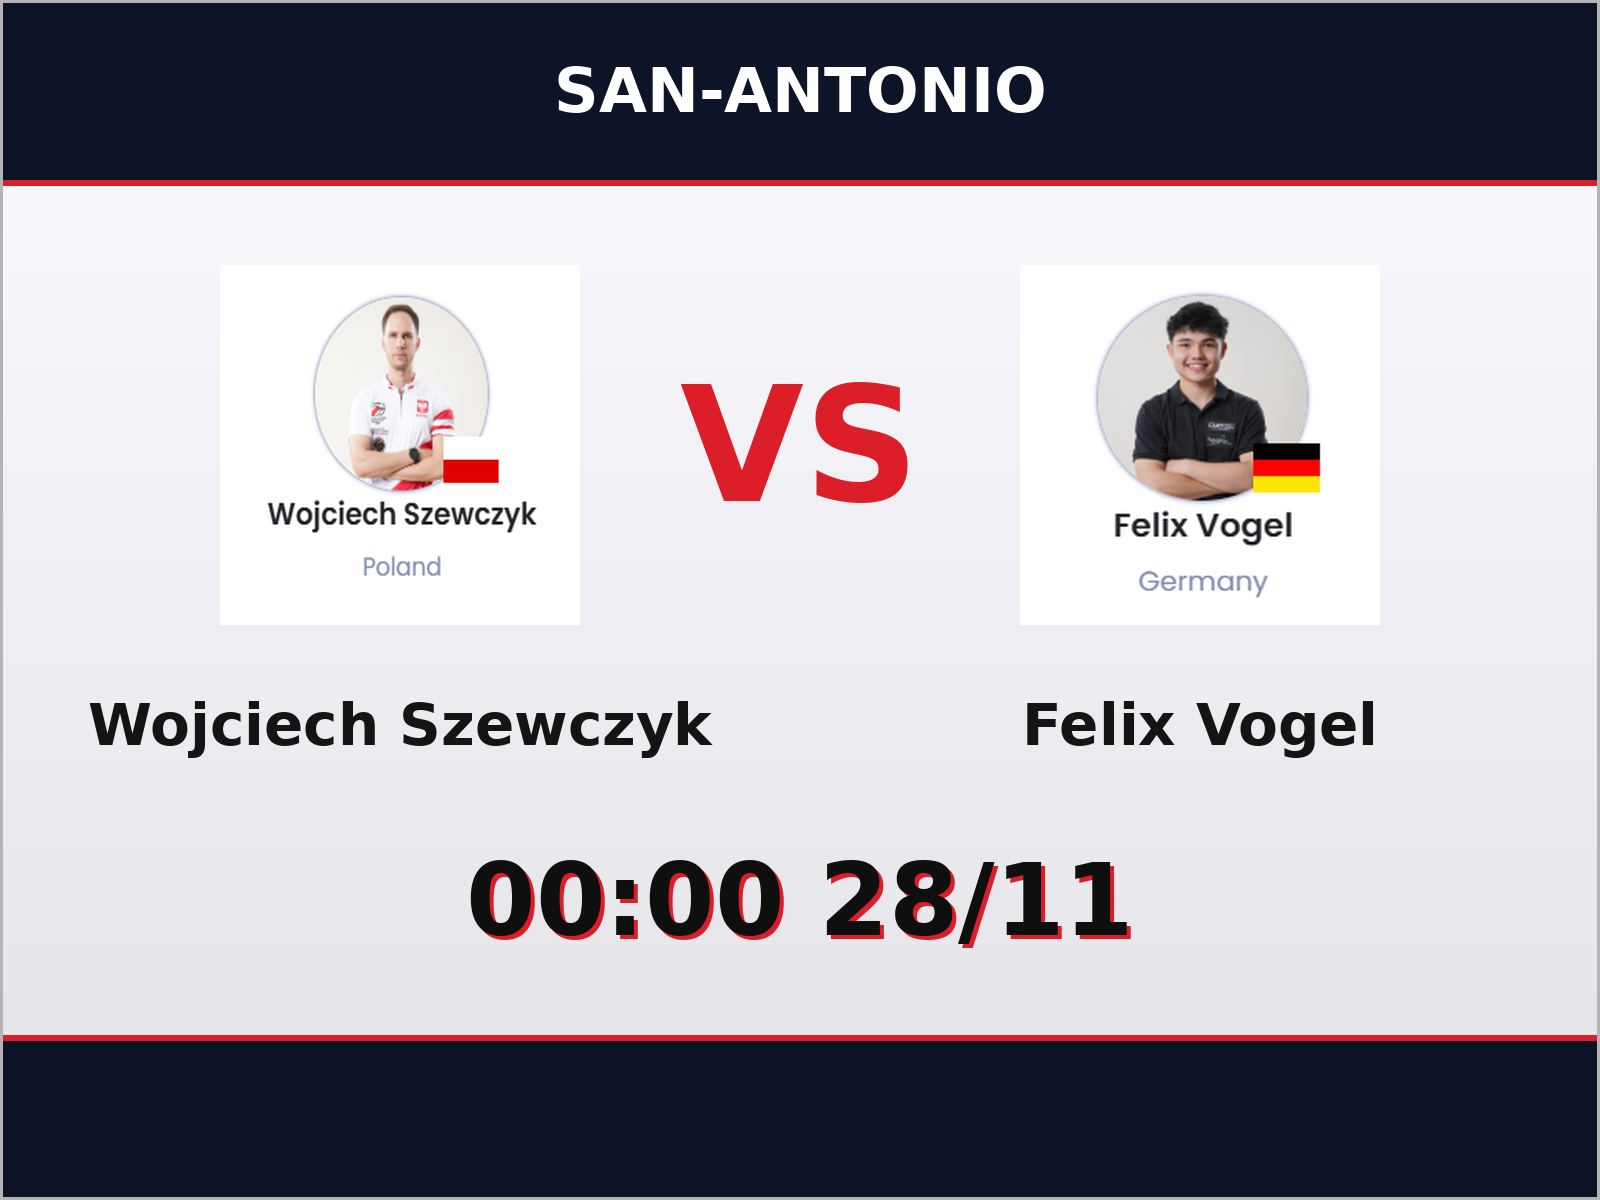 SAN-ANTONIO
VS
Wojciech Szewczyk
Poland
Felix Vogel
Germany
Wojciech Szewczyk
Felix Vogel
00:00 28/11